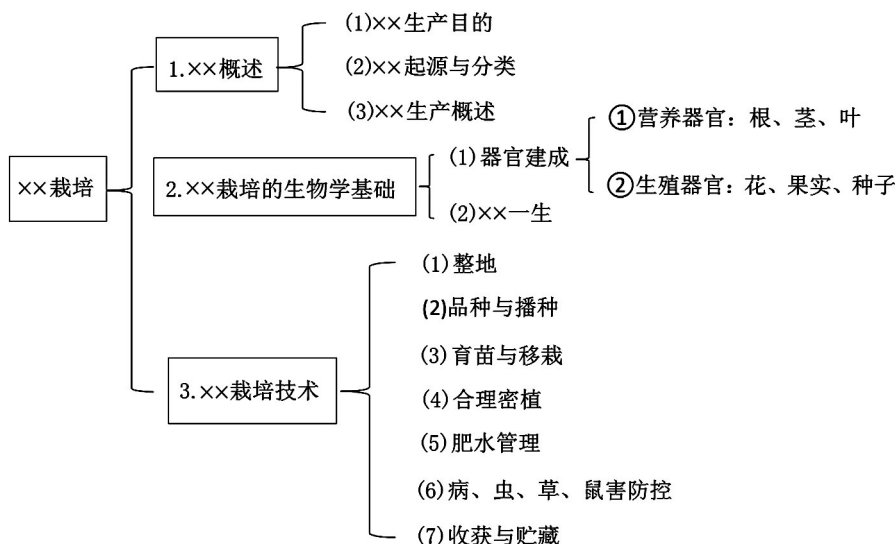 ××栽培
1.××概述
(1)××生产目的
(2)××起源与分类
(3)××生产概述
2.××栽培的生物学基础
(1)器官建成
①营养器官：根、茎、叶
②生殖器官：花、果实、种子
(2)××一生
3.××栽培技术
(1)整地
(2)品种与播种
(3)育苗与移栽
(4)合理密植
(5)肥水管理
(6)病、虫、草、鼠害防控
(7)收获与贮藏